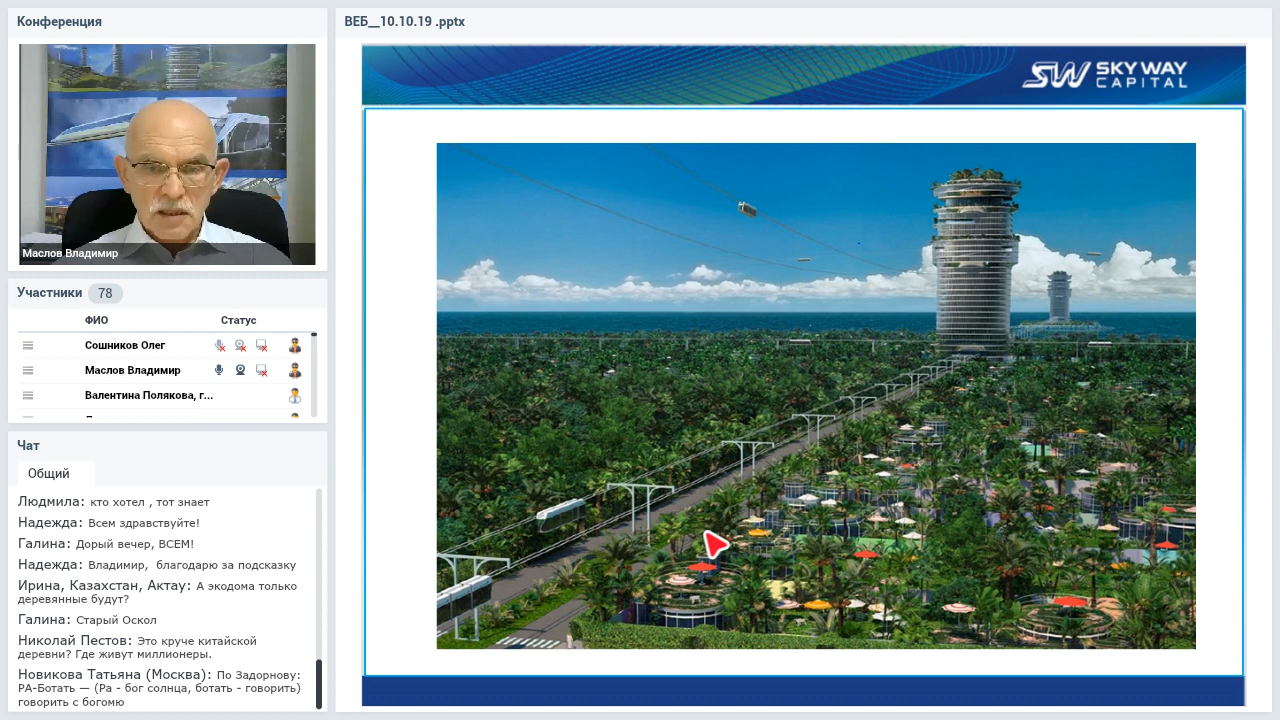 Конференция
Маслов Владимир
Участники 78
ФИО Статус
Сошников Олег
Маслов Владимир
Валентина Полякова, г...
Чат
Общий
Людмила: кто хотел , тот знает
Надежда: Всем здравствуйте!
Галина: Дорый вечер, ВСЕМ!
Надежда: Владимир, благодарю за подсказку
Ирина, Казахстан, Актау: А экодома только
деревянные будут?
Галина: Старый Оскол
Николай Пестов: Это круче китайской
деревни? Где живут миллионеры.
Новикова Татьяна (Москва): По Задорнову:
РА-Ботать — (Ра - бог солнца, ботать - говорить)
говорить с богомю
ВЕБ__10.10.19 .pptx
SW SKY WAY
CAPITAL